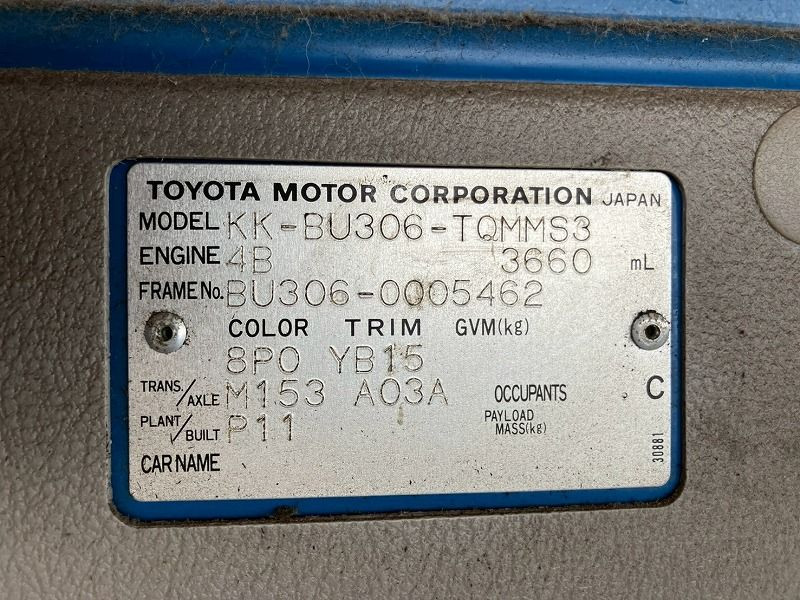 TOYOTA MOTOR CORPORATION JAPAN
MODEL KK-BU306-TQMMS3
ENGINE 4B 3660 mL
FRAME No. BU306-0005462
COLOR TRIM GVM(kg)
8P0 YB15
TRANS./AXLE M153 A03A OCCUPANTS C
PLANT/BUILT P11 PAYLOAD MASS(kg)
CAR NAME
30881